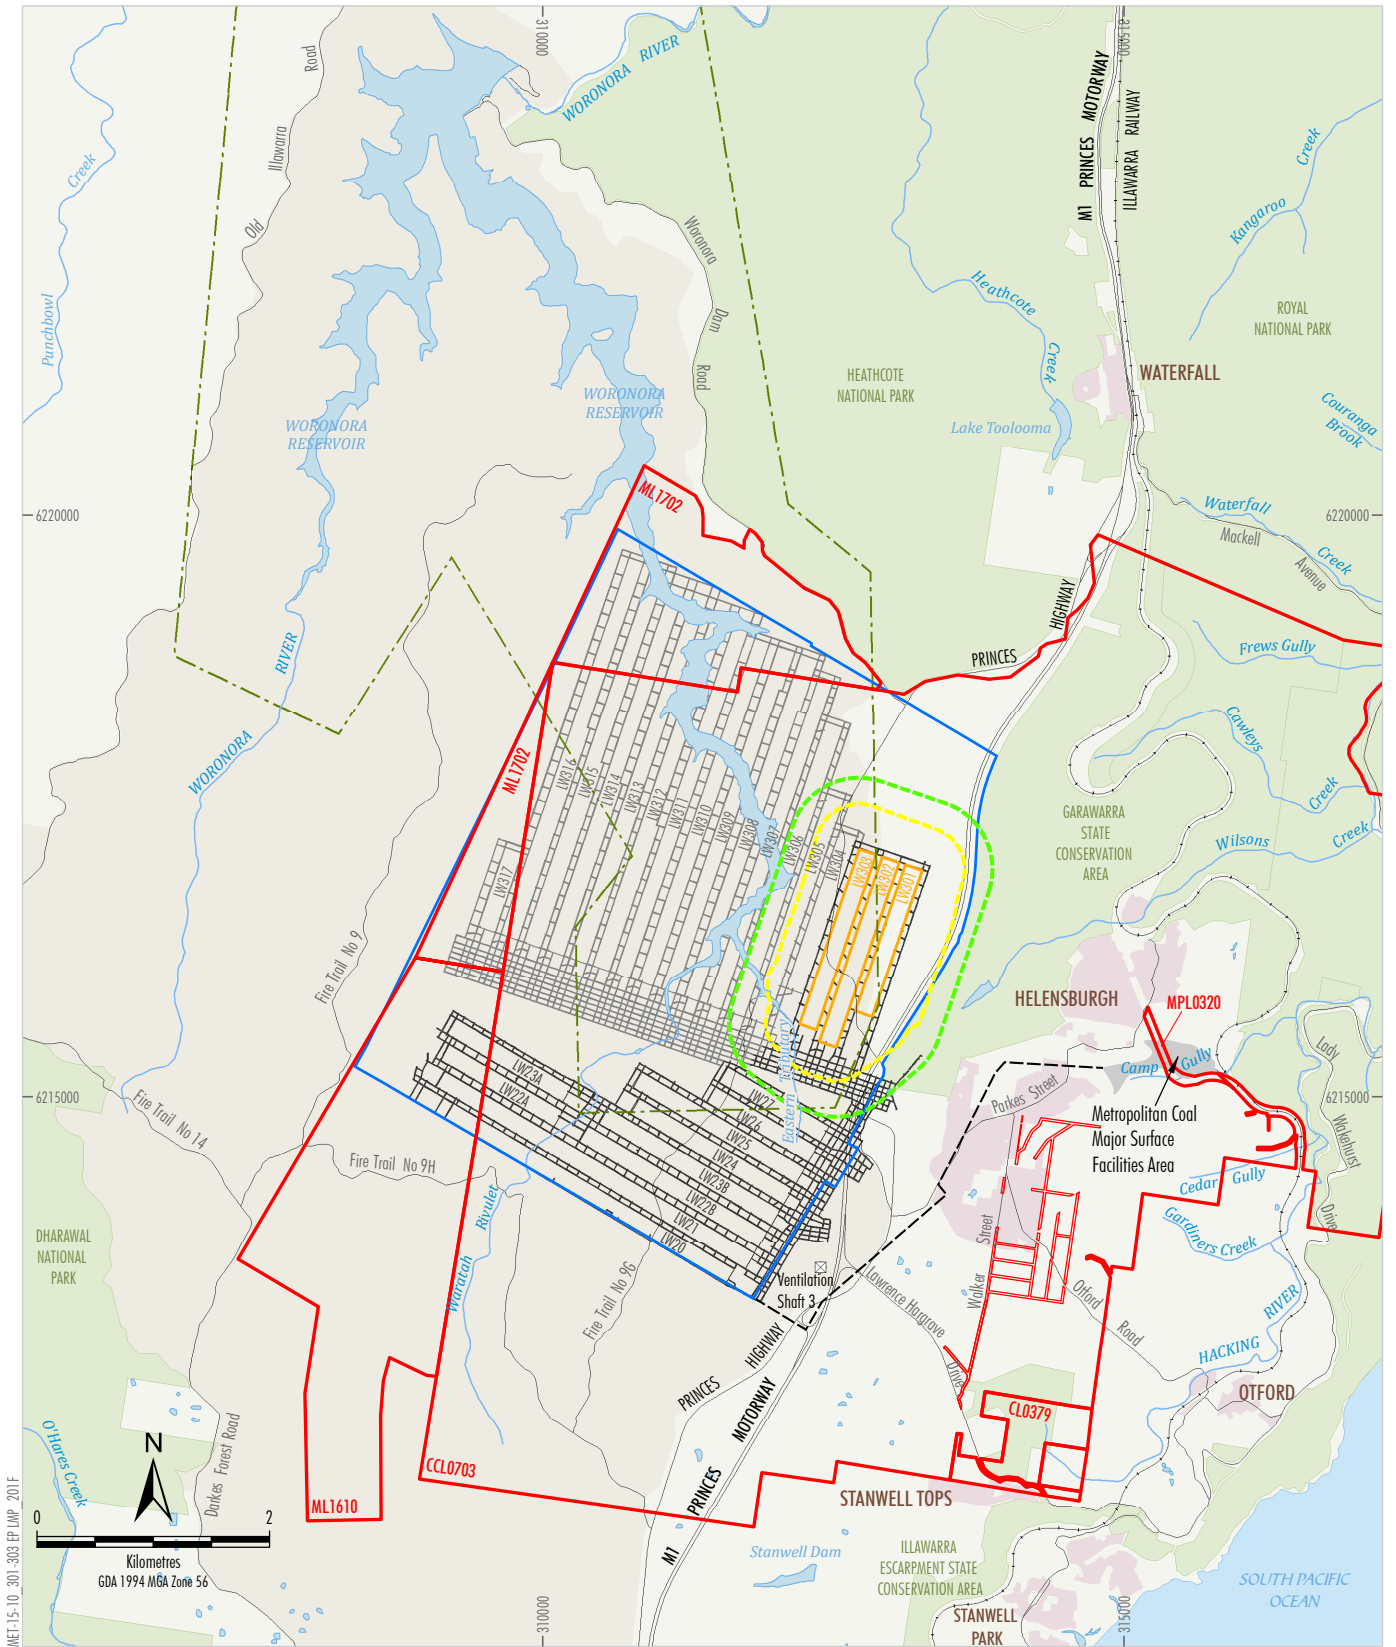 310000
315000
Road
Illawarra
Old
WORONORA RIVER
M1 PRINCES MOTORWAY
ILLAWARRA RAILWAY
Creek
Punchbowl
Kangaroo
Creek
Woronora
Dam
Road
Heathcote
Creek
ROYAL
NATIONAL PARK
HEATHCOTE
NATIONAL PARK
WATERFALL
Couranga
Brook
WORONORA
RESERVOIR
WORONORA
RESERVOIR
Lake Toolooma
6220000
6220000
ML1702
Waterfall
Creek
Mackell
Avenue
HIGHWAY
PRINCES
Frews Gully
RIVER
WORONORA
Cawleys
Creek
Wilsons
Creek
ML1702
LW316
LW315
LW314
LW313
LW312
LW311
LW310
LW309
LW308
LW307
LW306
LW305
LW304
LW303
LW302
LW301
LW317
GARAWARRA
STATE
CONSERVATION
AREA
Fire Trail No 9
HELENSBURGH
MPL0320
Lady
Wakehurst
Drive
Camp Gully
Parkes Street
6215000
6215000
Metropolitan Coal
Major Surface
Facilities Area
Eastern Tributary
LW23A
LW22A
LW27
LW26
LW25
LW24
LW23B
LW22B
LW21
LW20
Fire Trail No 14
Fire Trail No 9H
Waratah Rivulet
Fire Trail No 9G
Cedar Gully
Gardiners Creek
DHARAWAL
NATIONAL
PARK
Ventilation
Shaft 3
Lawrence Hargrave
Drive
Walker Street
Otford Road
HACKING RIVER
OTFORD
PRINCES HIGHWAY
M1 PRINCES MOTORWAY
CL0379
O'Hares Creek
Darkes Forest Road
CCL0703
ML1610
STANWELL TOPS
N
0 2
Kilometres
GDA 1994 MGA Zone 56
Stanwell Dam
ILLAWARRA
ESCARPMENT STATE
CONSERVATION AREA
STANWELL
PARK
SOUTH PACIFIC
OCEAN
MET-15-10_301-303 EP LMP_201F
310000
315000